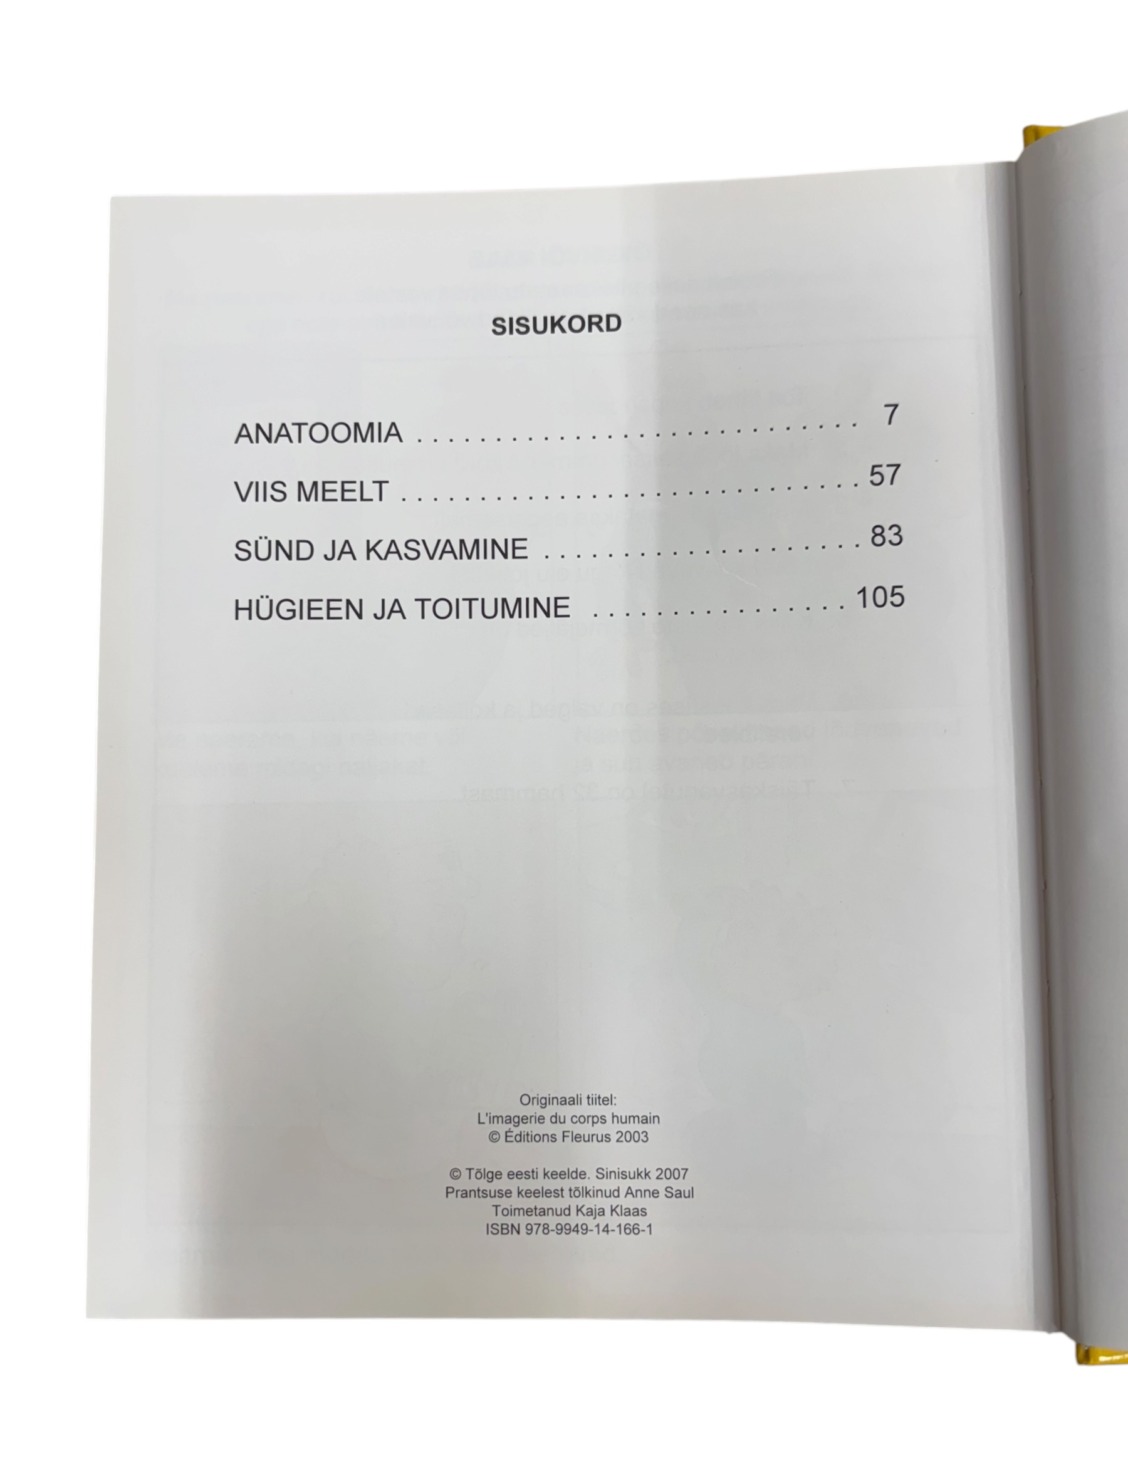 SISUKORD
ANATOOMIA . . . . . . . . . . . . . . . . . . . . . . . . . . . . 7
VIIS MEELT . . . . . . . . . . . . . . . . . . . . . . . . . . . . . 57
SÜND JA KASVAMINE . . . . . . . . . . . . . . . . . . . . 83
HÜGIEEN JA TOITUMINE . . . . . . . . . . . . . . . . 105
Originaali tiitel:
L'imagerie du corps humain
© Éditions Fleurus 2003
© Tõlge eesti keelde. Sinisukk 2007
Prantsuse keelest tõlkinud Anne Saul
Toimetanud Kaja Klaas
ISBN 978-9949-14-166-1